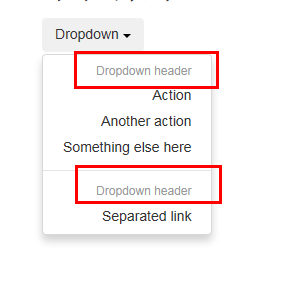 Dropdown
Dropdown header
Action
Another action
Something else here
Dropdown header
Separated link